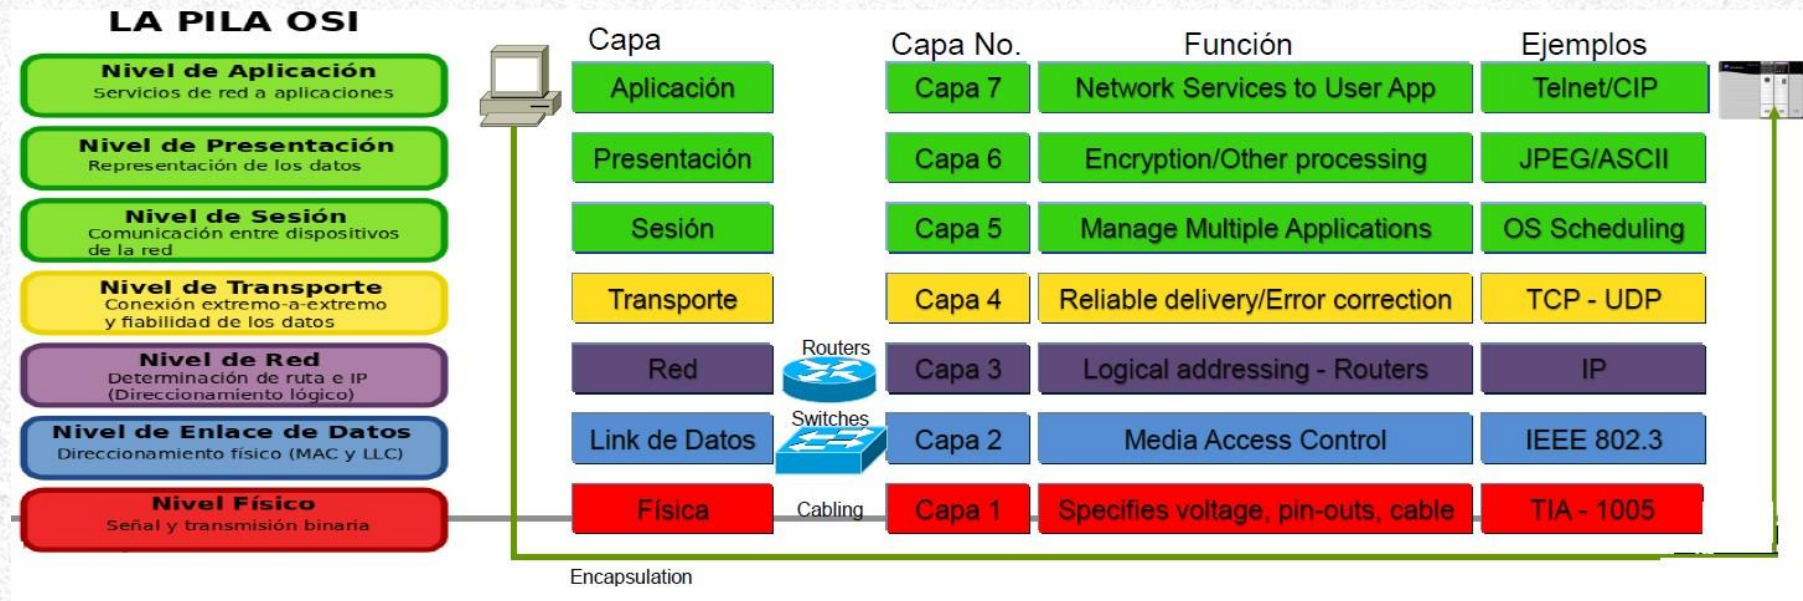 LA PILA OSI
Nivel de Aplicación
Servicios de red a aplicaciones
Nivel de Presentación
Representación de los datos
Nivel de Sesión
Comunicación entre dispositivos
de la red
Nivel de Transporte
Conexión extremo-a-extremo
y fiabilidad de los datos
Nivel de Red
Determinación de ruta e IP
(Direccionamiento lógico)
Nivel de Enlace de Datos
Direccionamiento físico (MAC y LLC)
Nivel Físico
Señal y transmisión binaria
Capa Capa No. Función Ejemplos
Aplicación Capa 7 Network Services to User App Telnet/CIP
Presentación Capa 6 Encryption/Other processing JPEG/ASCII
Sesión Capa 5 Manage Multiple Applications OS Scheduling
Transporte Capa 4 Reliable delivery/Error correction TCP - UDP
Routers
Red Capa 3 Logical addressing - Routers IP
Switches
Link de Datos Capa 2 Media Access Control IEEE 802.3
Física Cabling Capa 1 Specifies voltage, pin-outs, cable TIA - 1005
Encapsulation